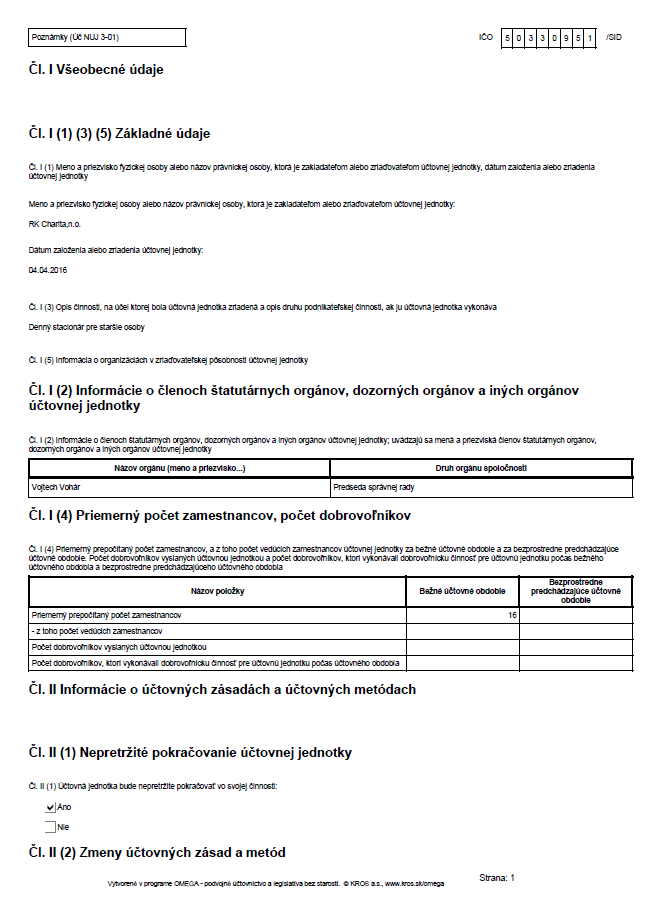 Poznámky (Úč NUJ 3-01)
IČO 5 0 3 3 0 9 5 1 /SID
Čl. I Všeobecné údaje
Čl. I (1) (3) (5) Základné údaje
Čl. I (1) Meno a priezvisko fyzickej osoby alebo názov právnickej osoby, ktorá je zakladateľom alebo zriaďovateľom účtovnej jednotky, dátum založenia alebo zriadenia
účtovnej jednotky
Meno a priezvisko fyzickej osoby alebo názov právnickej osoby, ktorá je zakladateľom alebo zriaďovateľom účtovnej jednotky:
RK Charita,n.o.
Dátum založenia alebo zriadenia účtovnej jednotky:
04.04.2016
Čl. I (3) Opis činnosti, na účel ktorej bola účtovná jednotka zriadená a opis druhu podnikateľskej činnosti, ak ju účtovná jednotka vykonáva
Denný stacionár pre staršie osoby
Čl. I (5) Informácia o organizáciách v zriaďovateľskej pôsobnosti účtovnej jednotky
Čl. I (2) Informácie o členoch štatutárnych orgánov, dozorných orgánov a iných orgánov
účtovnej jednotky
Čl. I (2) Informácie o členoch štatutárnych orgánov, dozorných orgánov a iných orgánov účtovnej jednotky; uvádzajú sa mená a priezviská členov štatutárnych orgánov,
dozorných orgánov a iných orgánov účtovnej jednotky
Názov orgánu (meno a priezvisko...) Druh orgánu spoločnosti
Vojtech Vohár Predseda správnej rady
Čl. I (4) Priemerný počet zamestnancov, počet dobrovoľníkov
Čl. I (4) Priemerný prepočítaný počet zamestnancov, a z toho počet vedúcich zamestnancov účtovnej jednotky za bežné účtovné obdobie a za bezprostredne predchádzajúce
účtovné obdobie. Počet dobrovoľníkov vyslaných účtovnou jednotkou a počet dobrovoľníkov, ktorí vykonávali dobrovoľnícku činnosť pre účtovnú jednotku počas bežného
účtovného obdobia a bezprostredne predchádzajúceho účtovného obdobia
Názov položky Bežné účtovné obdobie Bezprostredne
predchádzajúce účtovné
obdobie
Priemerný prepočítaný počet zamestnancov 16
- z toho počet vedúcich zamestnancov
Počet dobrovoľníkov vyslaných účtovnou jednotkou
Počet dobrovoľníkov, ktorí vykonávali dobrovoľnícku činnosť pre účtovnú jednotku počas účtovného obdobia
Čl. II Informácie o účtovných zásadách a účtovných metódach
Čl. II (1) Nepretržité pokračovanie účtovnej jednotky
Čl. II (1) Účtovná jednotka bude nepretržite pokračovať vo svojej činnosti:
Áno
Nie
Čl. II (2) Zmeny účtovných zásad a metód
Strana: 1
Vytvorené v programe OMEGA - podvojné účtovníctvo a legislatíva bez starostí. © KROS a.s., www.kros.sk/omega